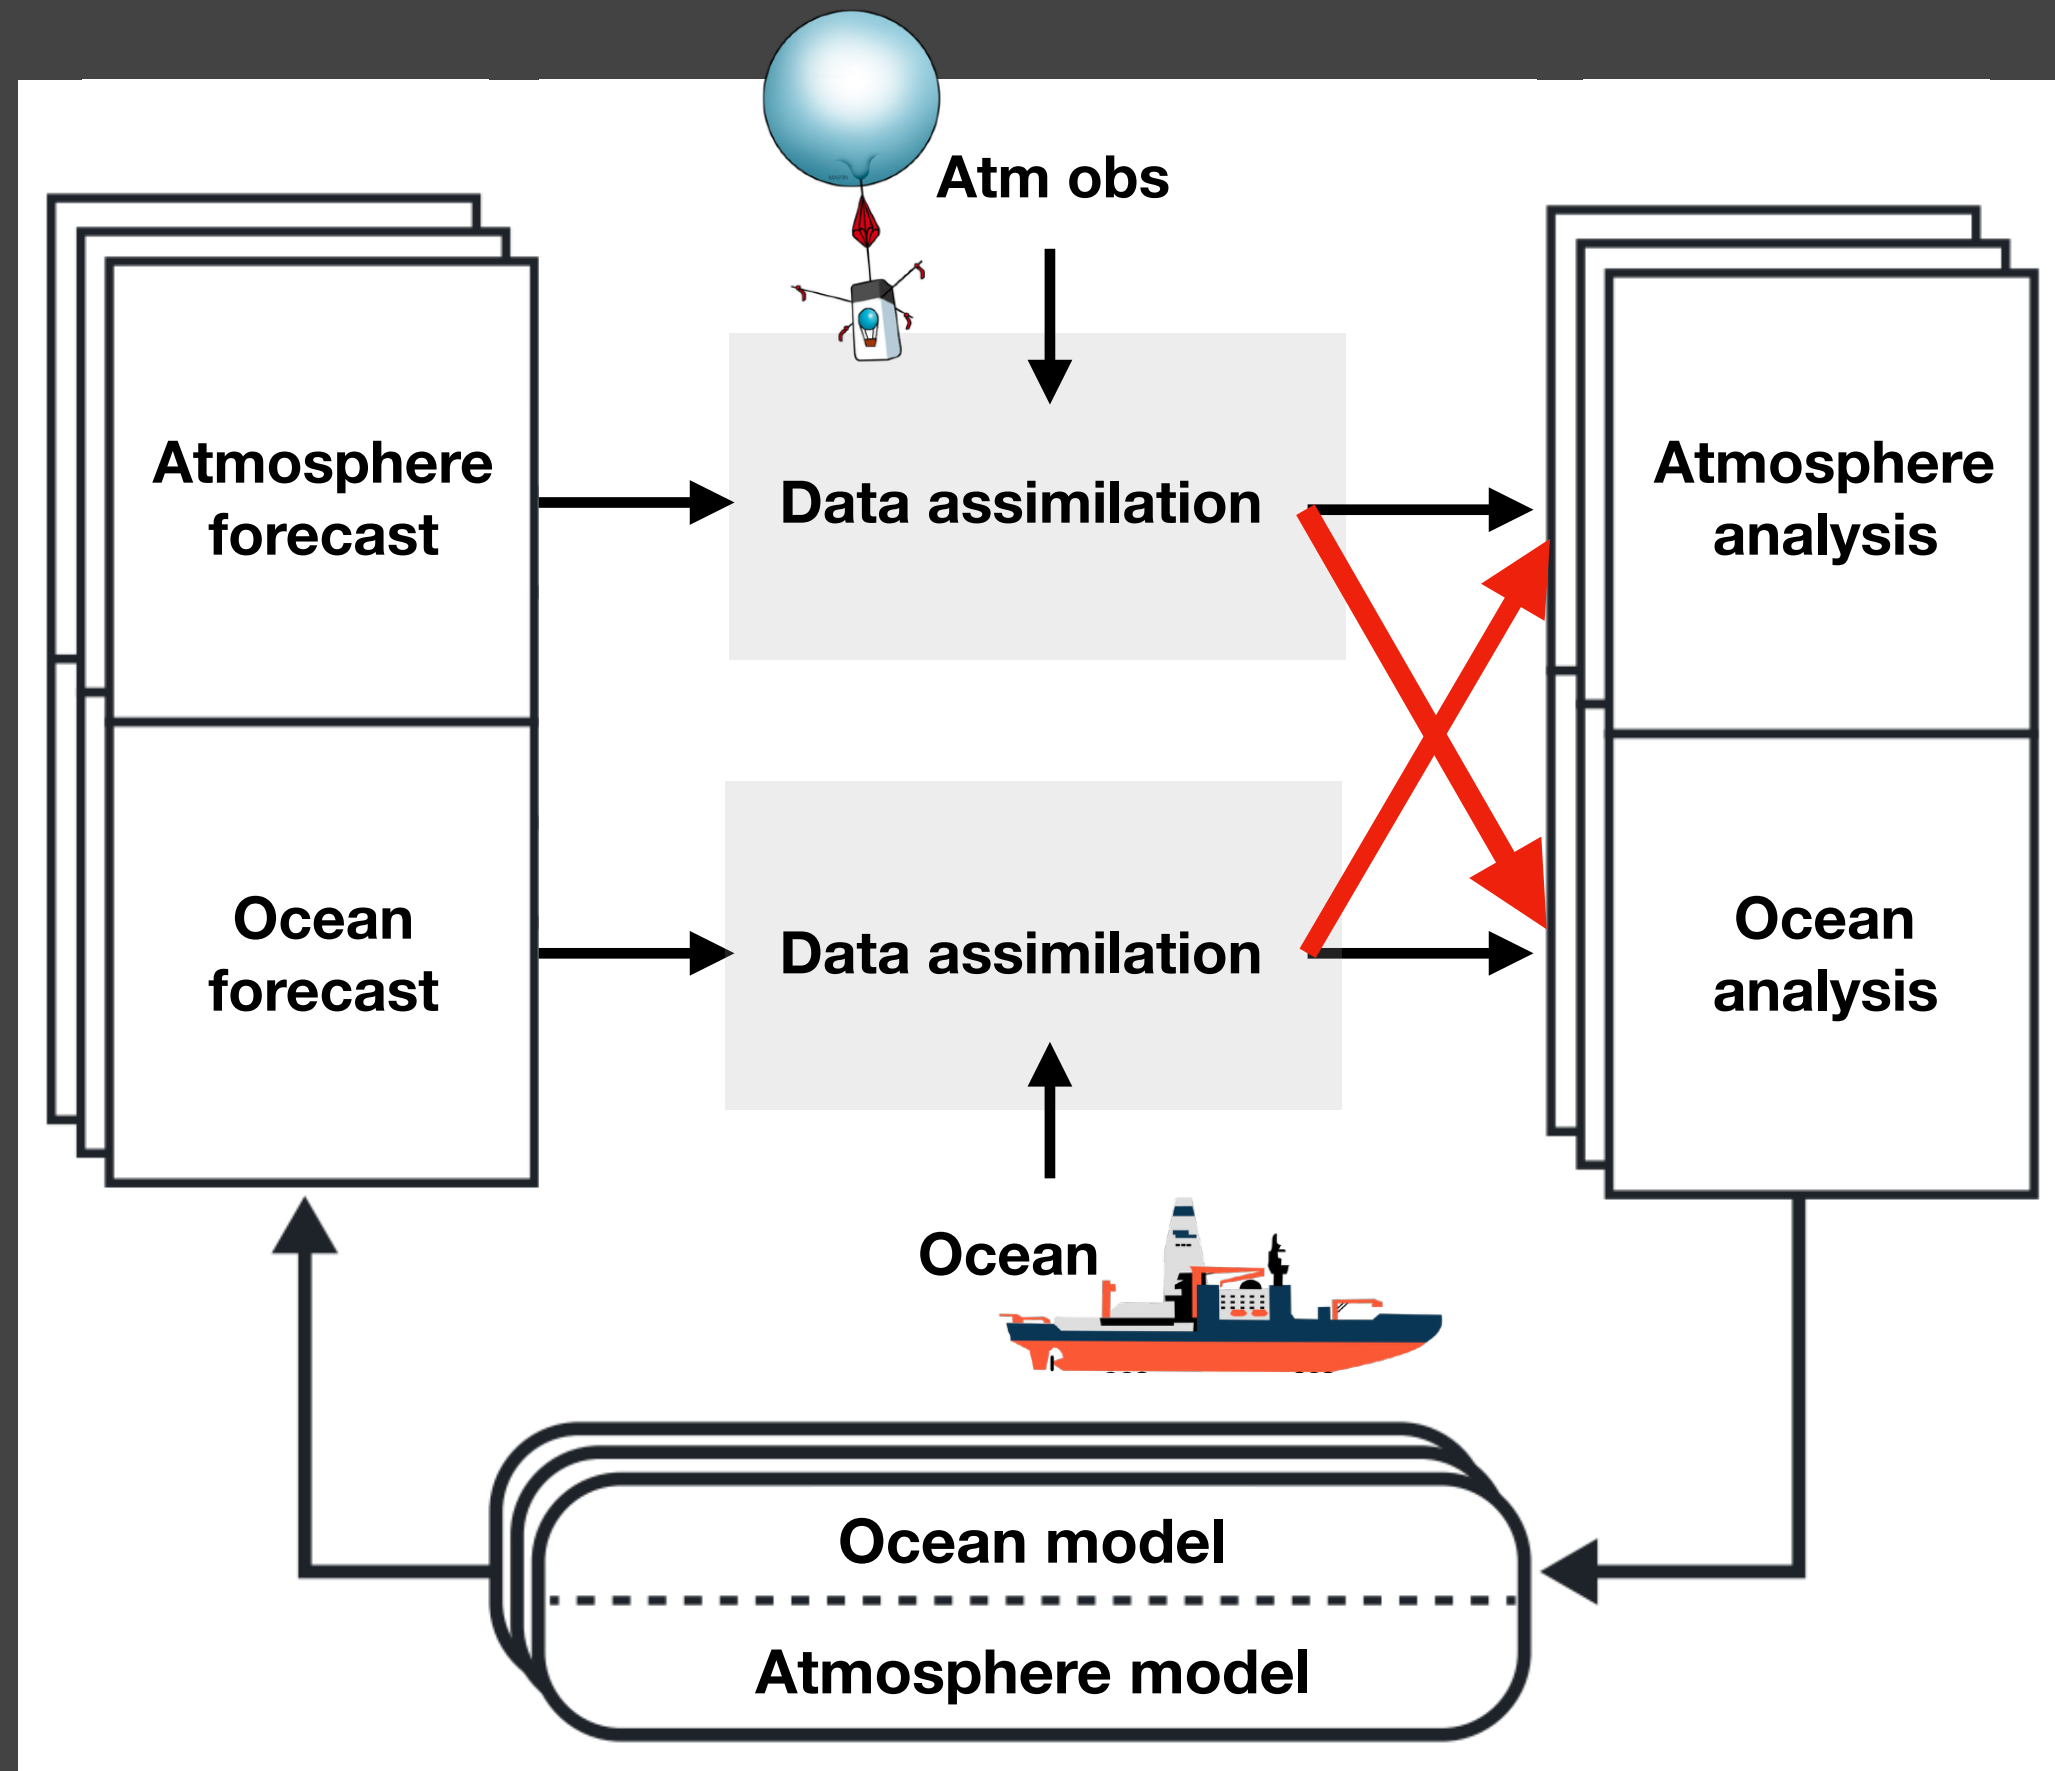 Atm obs
Atmosphere
forecast
Data assimilation
Atmosphere
analysis
Ocean
forecast
Data assimilation
Ocean
analysis
Ocean
Ocean model
Atmosphere model